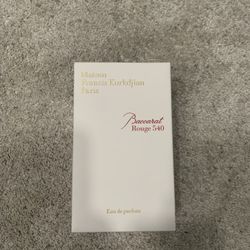 Maison
Francis Kurkdjian
Paris
Baccarat
Rouge 540
Eau de parfum